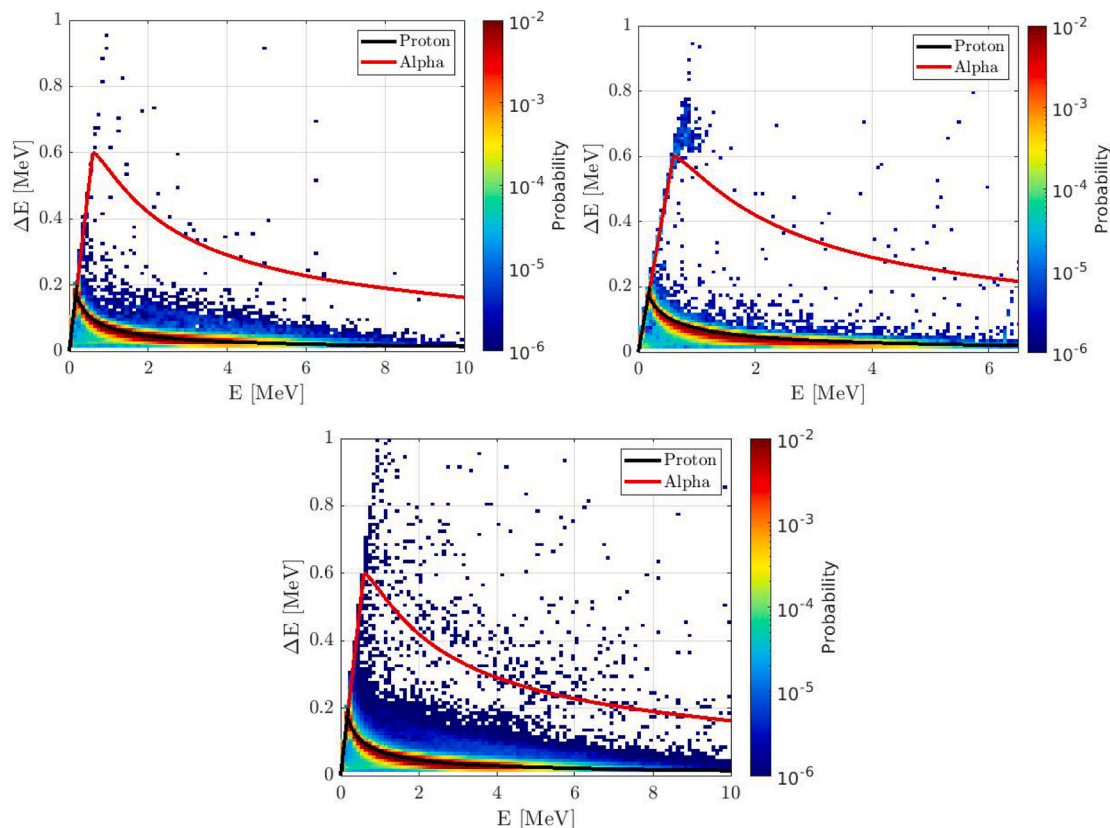 1
0.8
0.6
0.4
0.2
0
ΔE [MeV]
0 2 4 6 8 10
E [MeV]
Proton
Alpha
10⁻²
10⁻³
10⁻⁴
10⁻⁵
10⁻⁶
Probability
1
0.8
0.6
0.4
0.2
0
ΔE [MeV]
0 2 4 6
E [MeV]
Proton
Alpha
10⁻²
10⁻³
10⁻⁴
10⁻⁵
10⁻⁶
Probability
1
0.8
0.6
0.4
0.2
0
ΔE [MeV]
0 2 4 6 8 10
E [MeV]
Proton
Alpha
10⁻²
10⁻³
10⁻⁴
10⁻⁵
10⁻⁶
Probability